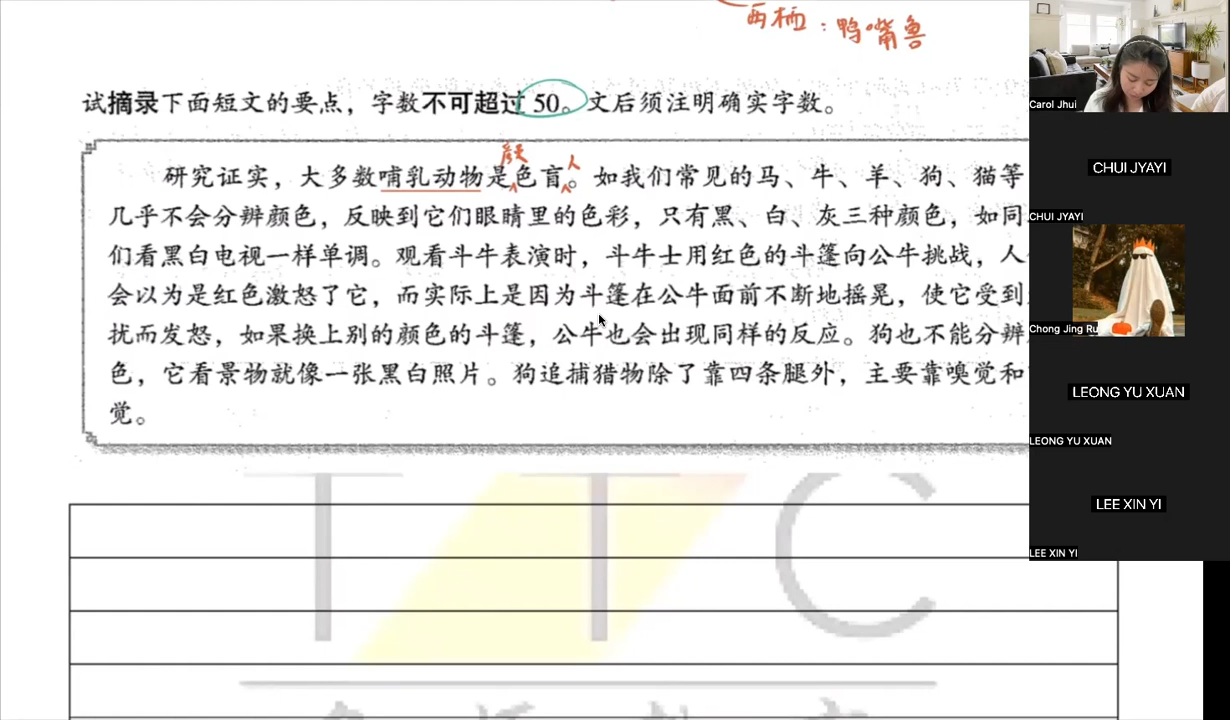 两栖：鸭嘴兽
试摘录下面短文的要点，字数不可超过 50。文后须注明确实字数。
颜 人
研究证实，大多数哺乳动物是色盲。如我们常见的马、牛、羊、狗、猫等
几乎不会分辨颜色，反映到它们眼睛里的色彩，只有黑、白、灰三种颜色，如同
们看黑白电视一样单调。观看斗牛表演时，斗牛士用红色的斗篷向公牛挑战，人
会以为是红色激怒了它，而实际上是因为斗篷在公牛面前不断地摇晃，使它受到
扰而发怒，如果换上别的颜色的斗篷，公牛也会出现同样的反应。狗也不能分辨
色，它看景物就像一张黑白照片。狗追捕猎物除了靠四条腿外，主要靠嗅觉和
觉。
TTC
Carol Jhui
CHUI JYAYI
CHUI JYAYI
Chong Jing Ru
LEONG YU XUAN
LEONG YU XUAN
LEE XIN YI
LEE XIN YI